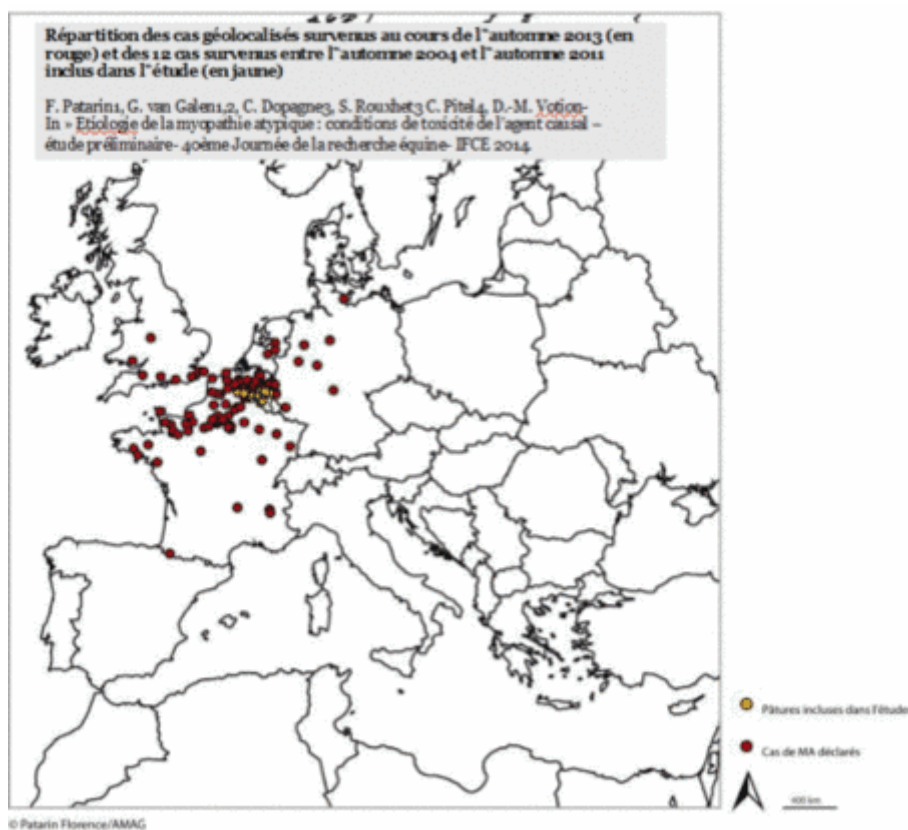 Répartition des cas géolocalisés survenus au cours de l"automne 2013 (en
rouge) et des 12 cas survenus entre l"automne 2004 et l"automne 2011
inclus dans l"étude (en jaune)
F. Patarin1, G. van Galen1,2, C. Dopagne3, S. Rouxhet3 C. Pitel4, D.-M. Votion-
In » Etiologie de la myopathie atypique : conditions de toxicité de l'agent causal –
étude préliminaire- 40ème Journée de la recherche équine- IFCE 2014.
Pâtures incluses dans l'étude
Cas de MA déclarés
400 km
© Patarin Florence/AMAG